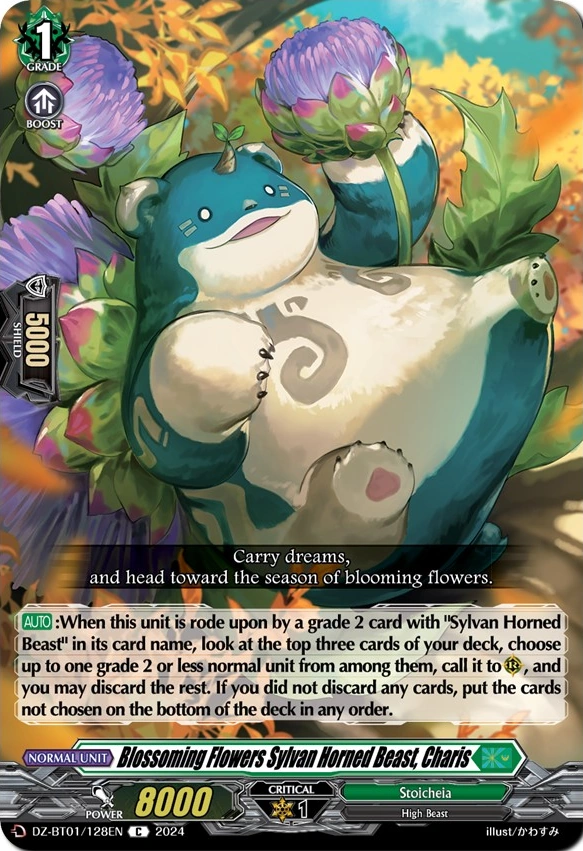 1
GRADE
BOOST
5000
SHIELD
Carry dreams,
and head toward the season of blooming flowers.
AUTO :When this unit is rode upon by a grade 2 card with "Sylvan Horned
Beast" in its card name, look at the top three cards of your deck, choose
up to one grade 2 or less normal unit from among them, call it to Ⓡ, and
you may discard the rest. If you did not discard any cards, put the cards
not chosen on the bottom of the deck in any order.
NORMAL UNIT Blossoming Flowers Sylvan Horned Beast, Charis
POWER 8000
CRITICAL
1
Stoicheia
High Beast
D DZ-BT01/128EN C 2024 illust/かわすみ